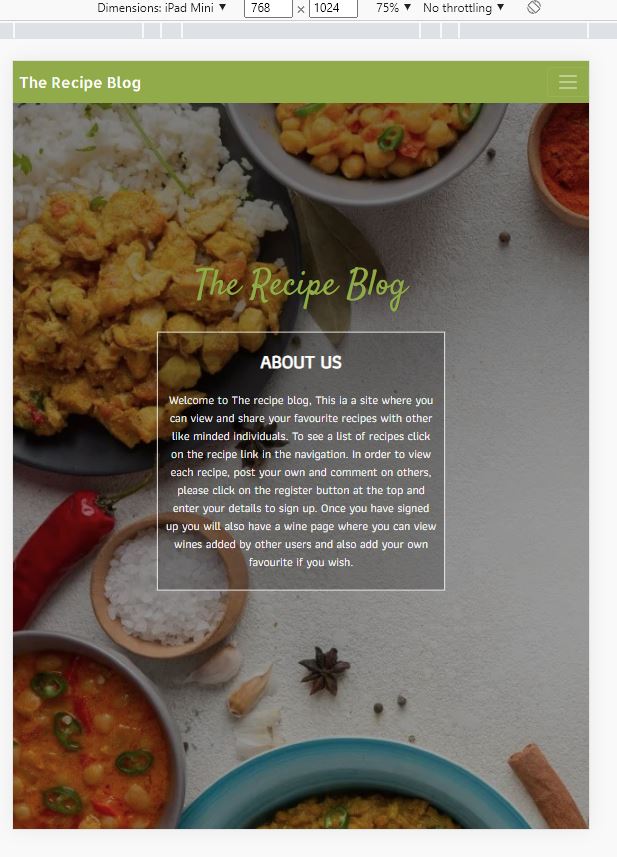 Dimensions: iPad Mini ▼ 768 × 1024 75% ▼ No throttling ▼
The Recipe Blog
The Recipe Blog
ABOUT US
Welcome to The recipe blog, This ia a site where you
can view and share your favourite recipes with other
like minded individuals. To see a list of recipes click
on the recipe link in the navigation. In order to view
each recipe, post your own and comment on others,
please click on the register button at the top and
enter your details to sign up. Once you have signed
up you will also have a wine page where you can view
wines added by other users and also add your own
favourite if you wish.